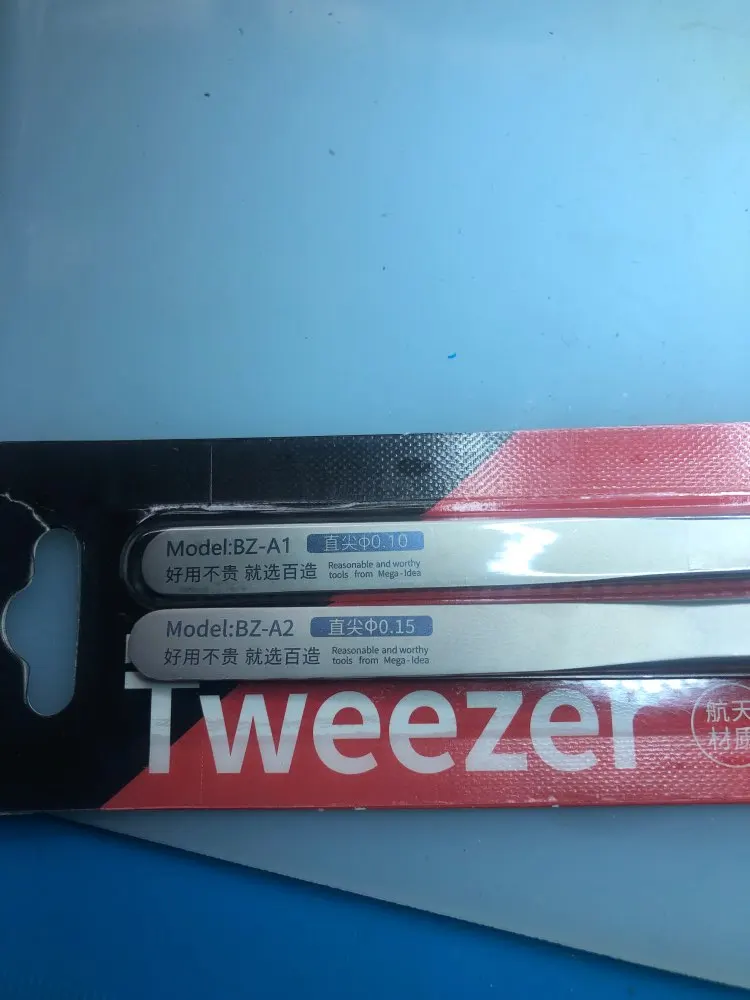 Model:BZ-A1 直尖Φ0.10
好用不贵 就选百造 Reasonable and worthy
tools from Mega-Idea
Model:BZ-A2 直尖Φ0.15
好用不贵 就选百造 Reasonable and worthy
tools from Mega-Idea
Tweezer
航天
材质